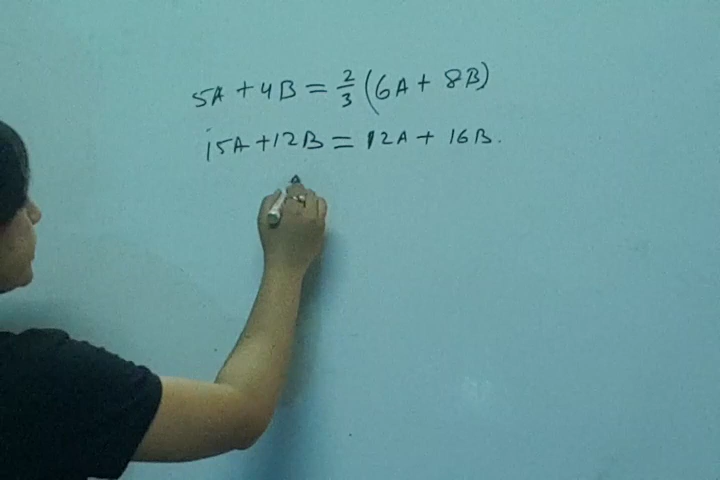 5A + 4B = 2/3 (6A + 8B)
15A + 12B = 12A + 16B.